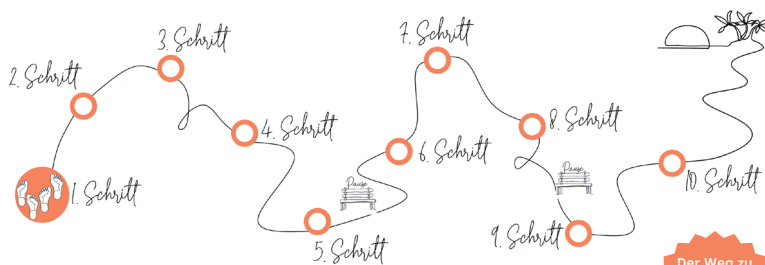 1. Schritt
2. Schritt
3. Schritt
4. Schritt
5. Schritt
Pause
6. Schritt
7. Schritt
8. Schritt
Pause
9. Schritt
10. Schritt
Der Weg zu